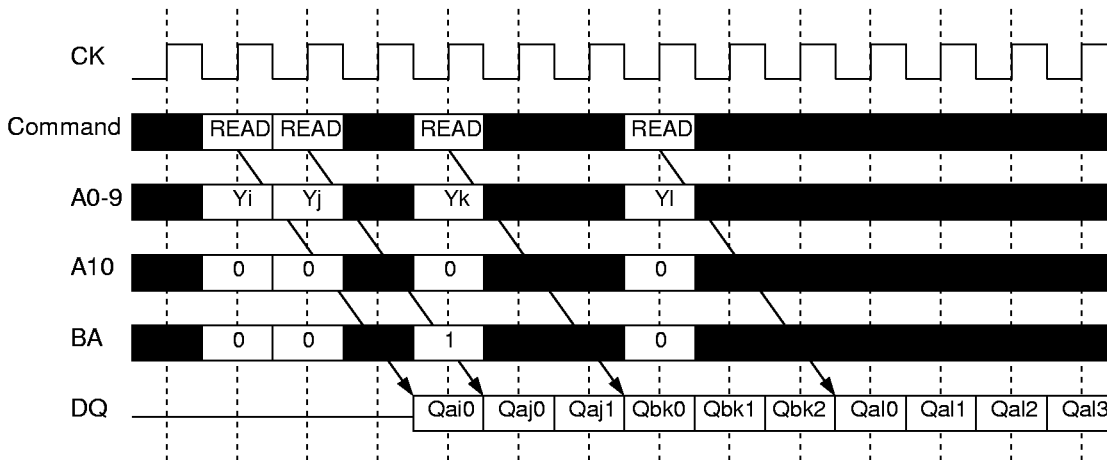 CK
Command READ READ READ READ
A0-9 Yi Yj Yk Yl
A10 0 0 0 0
BA 0 0 1 0
DQ Qai0 Qaj0 Qaj1 Qbk0 Qbk1 Qbk2 Qal0 Qal1 Qal2 Qal3